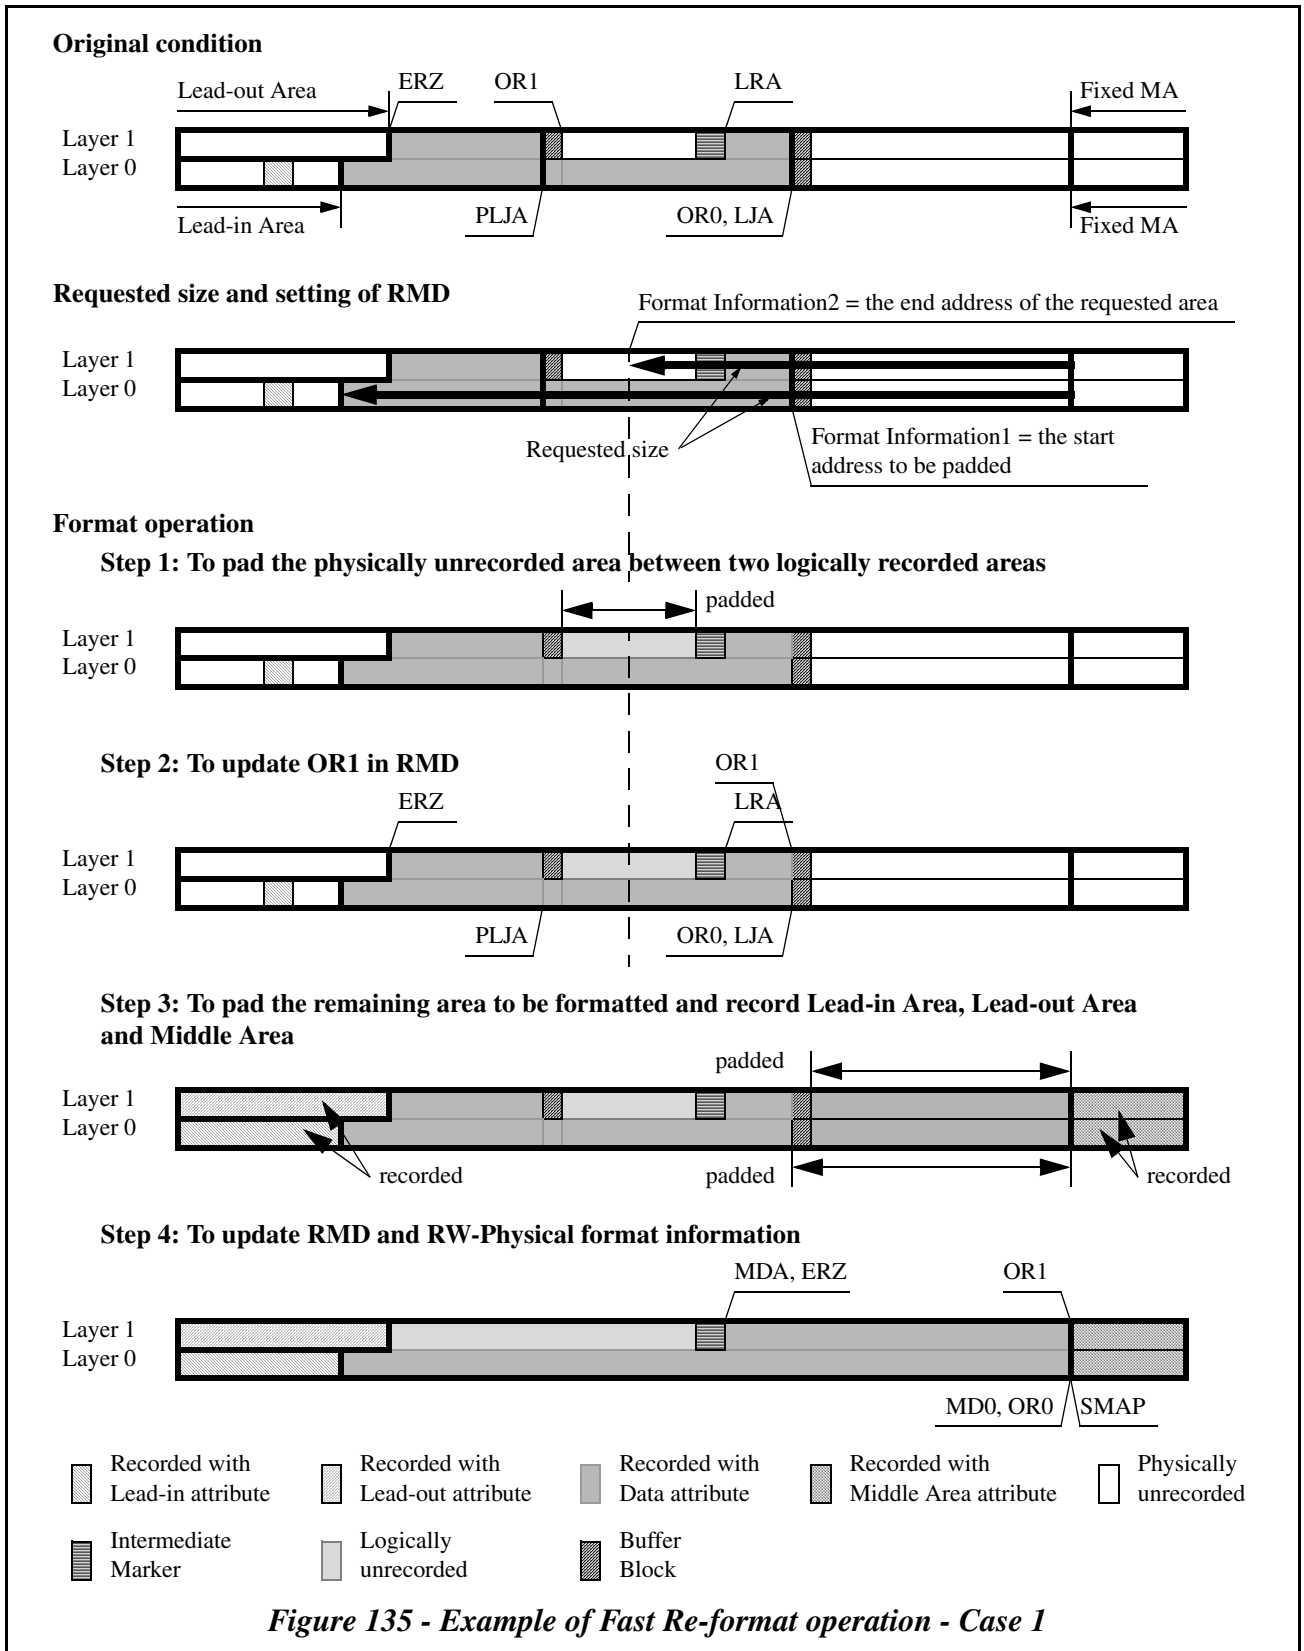 Original condition
Lead-out Area
ERZ
OR1
LRA
Fixed MA
Layer 1
Layer 0
Lead-in Area
PLJA
OR0, LJA
Fixed MA
Requested size and setting of RMD
Format Information2 = the end address of the requested area
Layer 1
Layer 0
Requested size
Format Information1 = the start
address to be padded
Format operation
Step 1: To pad the physically unrecorded area between two logically recorded areas
padded
Layer 1
Layer 0
Step 2: To update OR1 in RMD
OR1
ERZ
LRA
Layer 1
Layer 0
PLJA
OR0, LJA
Step 3: To pad the remaining area to be formatted and record Lead-in Area, Lead-out Area
and Middle Area
padded
Layer 1
Layer 0
recorded
padded
recorded
Step 4: To update RMD and RW-Physical format information
MDA, ERZ
OR1
Layer 1
Layer 0
MD0, OR0
SMAP
Recorded with
Lead-in attribute
Recorded with
Lead-out attribute
Recorded with
Data attribute
Recorded with
Middle Area attribute
Physically
unrecorded
Intermediate
Marker
Logically
unrecorded
Buffer
Block
Figure 135 - Example of Fast Re-format operation - Case 1